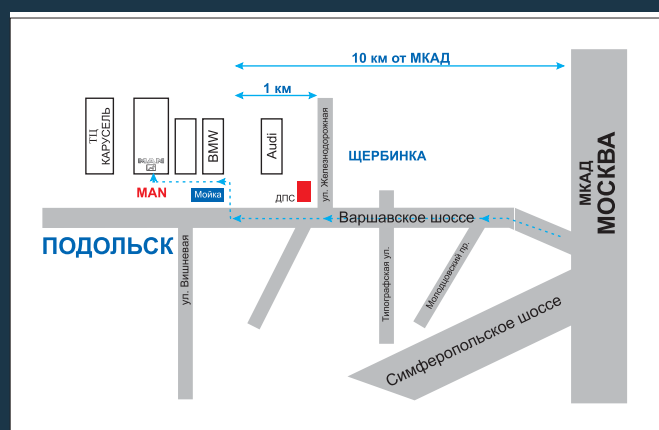 10 км от МКАД
1 км
ТЦ
КАРУСЕЛЬ
MAN
BMW
Audi
ул. Железнодорожная
ЩЕРБИНКА
МКАД
МОСКВА
MAN
Мойка
ДПС
Варшавское шоссе
ПОДОЛЬСК
ул. Вишневая
Типографская ул.
Молодцовский пр.
Симферопольское шоссе